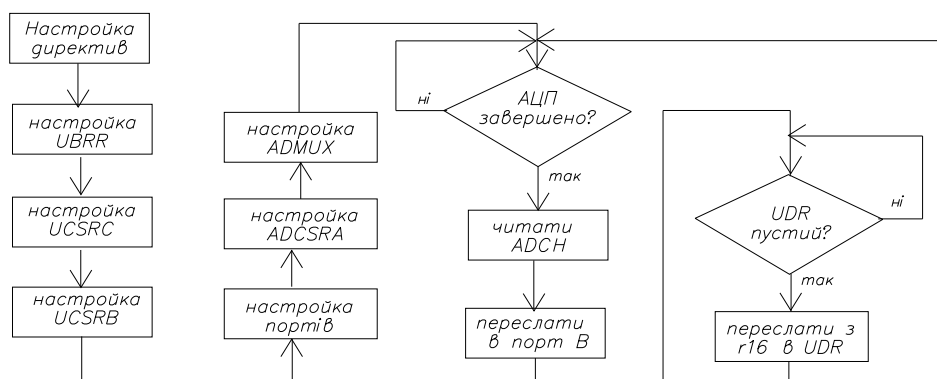 Настройка
директив
настройка
UBRR
настройка
UCSRC
настройка
UCSRB
настройка
ADMUX
настройка
ADCSRA
настройка
портів
АЦП
завершено?
ні
так
читати
ADCH
переслати
в порт B
UDR
пустий?
ні
так
переслати з
r16 в UDR